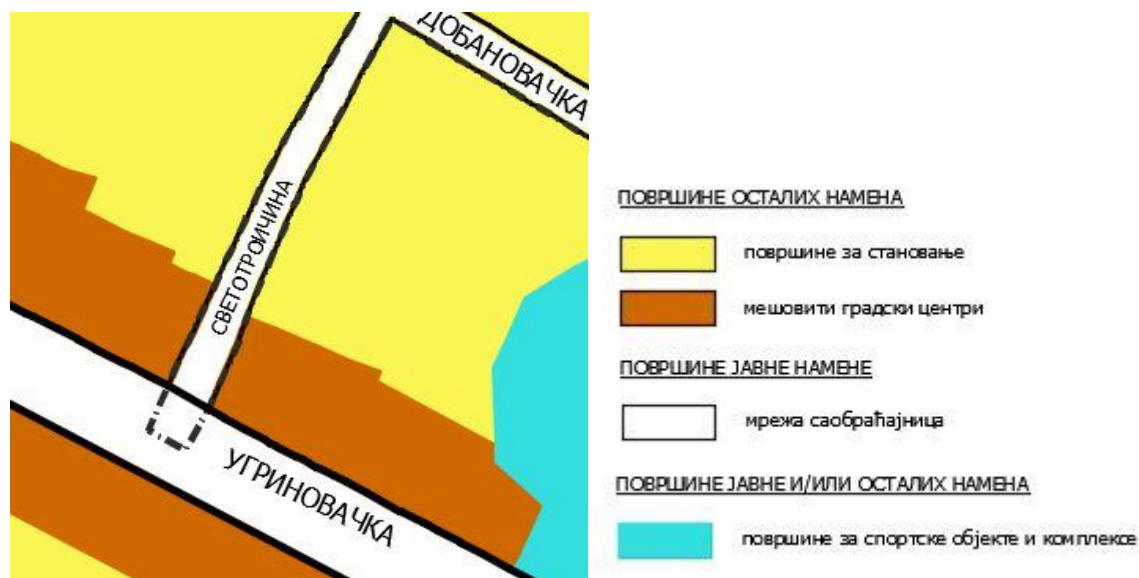 ДОБАНОВАЧКА
СВЕТОТРОИЧИНА
УГРИНОВАЧКА
ПОВРШИНЕ ОСТАЛИХ НАМЕНА
површине за становање
мешовити градски центри
ПОВРШИНЕ ЈАВНЕ НАМЕНЕ
мрежа саобраћајница
ПОВРШИНЕ ЈАВНЕ И/ИЛИ ОСТАЛИХ НАМЕНА
површине за спортске објекте и комплексе